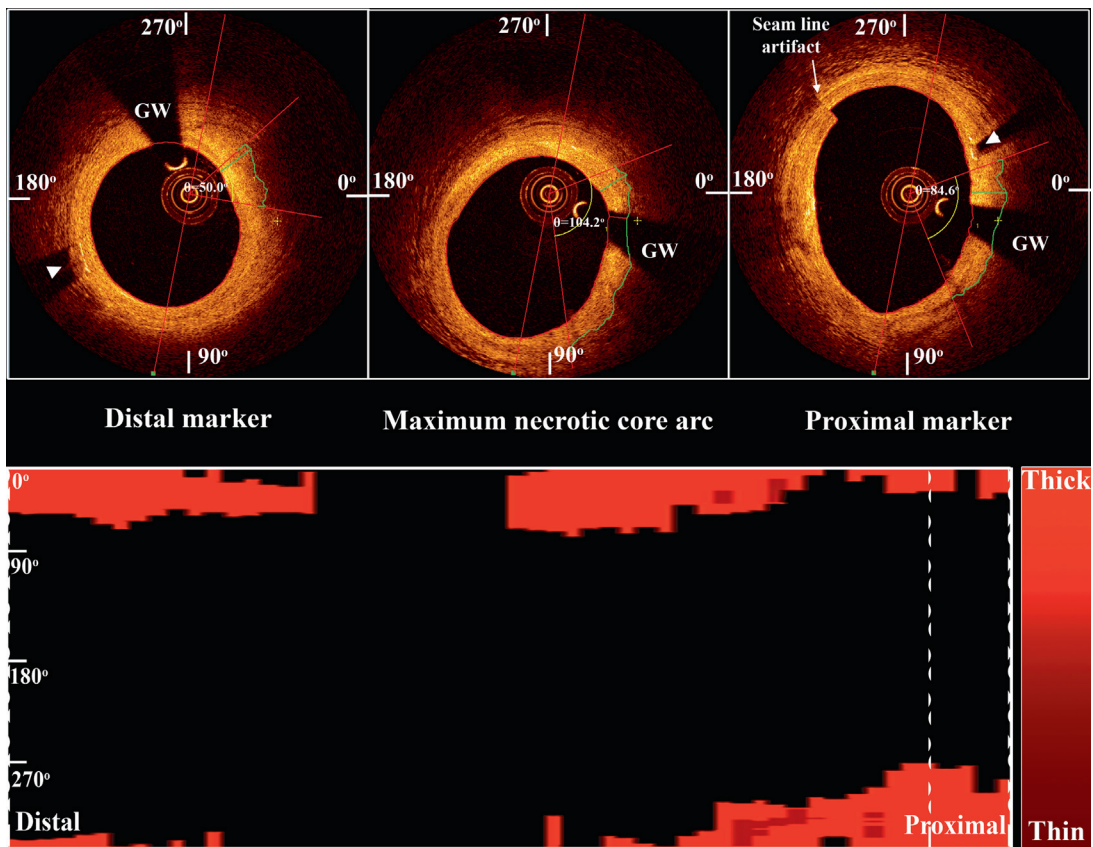 270°
GW
180°
0°
θ=50.0°
90°
270°
180°
0°
θ=104.2°
1
GW
90°
Seam line
artifact
270°
180°
0°
θ=84.6°
1
GW
90°
Distal marker
Maximum necrotic core arc
Proximal marker
0°
90°
180°
270°
Distal
Proximal
Thick
Thin